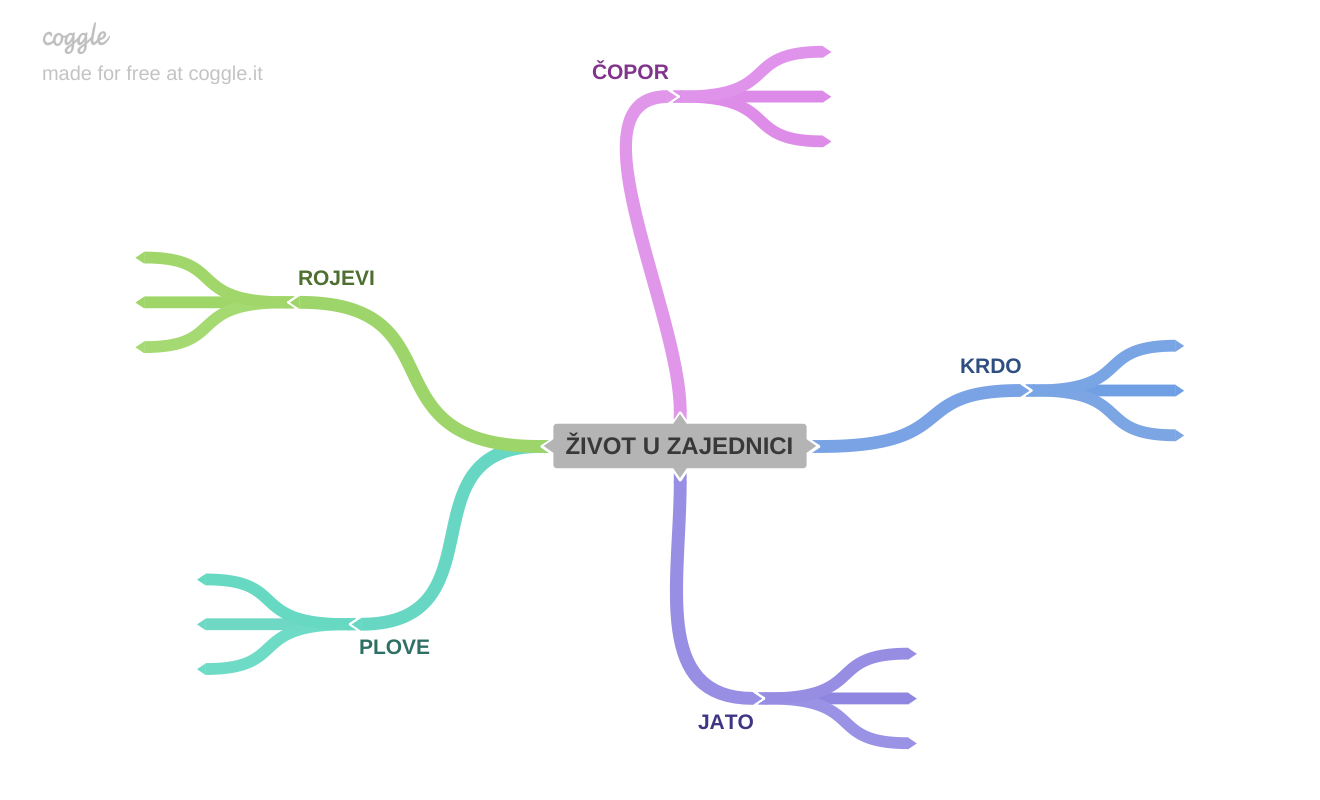 coggle
made for free at coggle.it
ČOPOR
ROJEVI
KRDO
ŽIVOT U ZAJEDNICI
PLOVE
JATO